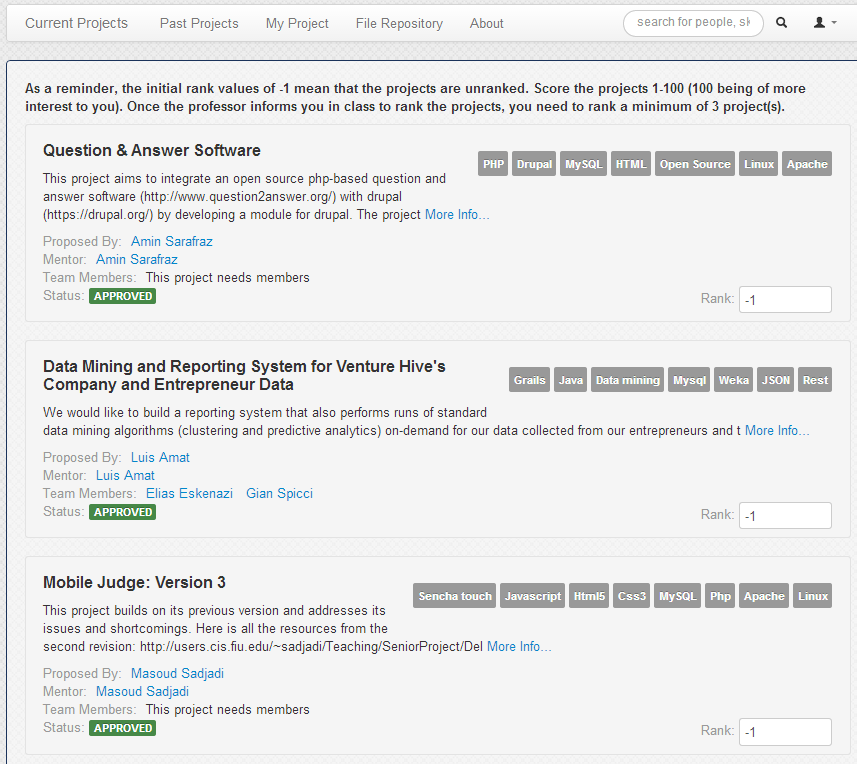 Current Projects Past Projects My Project File Repository About search for people, sk
As a reminder, the initial rank values of -1 mean that the projects are unranked. Score the projects 1-100 (100 being of more
interest to you). Once the professor informs you in class to rank the projects, you need to rank a minimum of 3 project(s).
Question & Answer Software
PHP Drupal MySQL HTML Open Source Linux Apache
This project aims to integrate an open source php-based question and
answer software (http://www.question2answer.org/) with drupal
(https://drupal.org/) by developing a module for drupal. The project More Info...
Proposed By: Amin Sarafraz
Mentor: Amin Sarafraz
Team Members: This project needs members
Status: APPROVED
Rank: -1
Data Mining and Reporting System for Venture Hive's
Company and Entrepreneur Data
Grails Java Data mining Mysql Weka JSON Rest
We would like to build a reporting system that also performs runs of standard
data mining algorithms (clustering and predictive analytics) on-demand for our data collected from our entrepreneurs and t More Info...
Proposed By: Luis Amat
Mentor: Luis Amat
Team Members: Elias Eskenazi Gian Spicci
Status: APPROVED
Rank: -1
Mobile Judge: Version 3
Sencha touch Javascript Html5 Css3 MySQL Php Apache Linux
This project builds on its previous version and addresses its
issues and shortcomings. Here is all the resources from the
second revision: http://users.cis.fiu.edu/~sadjadi/Teaching/SeniorProject/Del More Info...
Proposed By: Masoud Sadjadi
Mentor: Masoud Sadjadi
Team Members: This project needs members
Status: APPROVED
Rank: -1